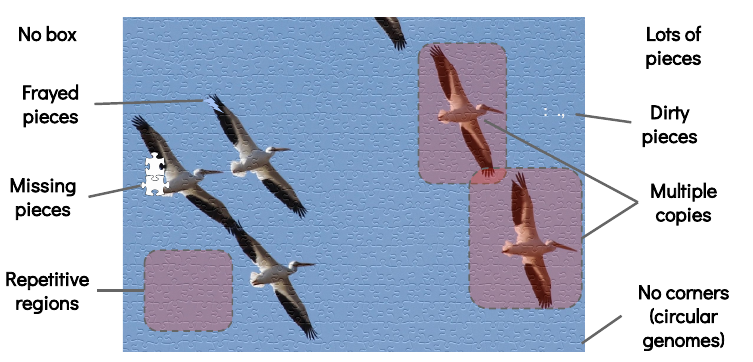 No box
Frayed
pieces
Missing
pieces
Repetitive
regions
Lots of
pieces
Dirty
pieces
Multiple
copies
No corners
(circular
genomes)